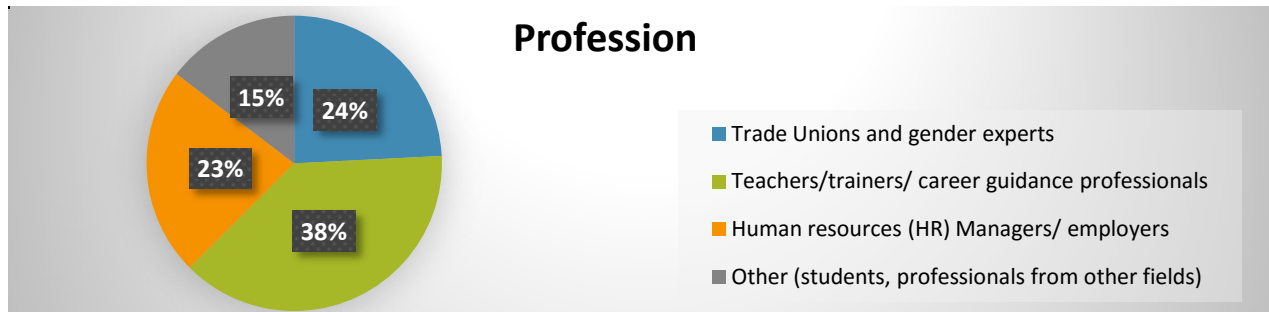 Profession
15%
24%
23%
38%
Trade Unions and gender experts
Teachers/trainers/ career guidance professionals
Human resources (HR) Managers/ employers
Other (students, professionals from other fields)